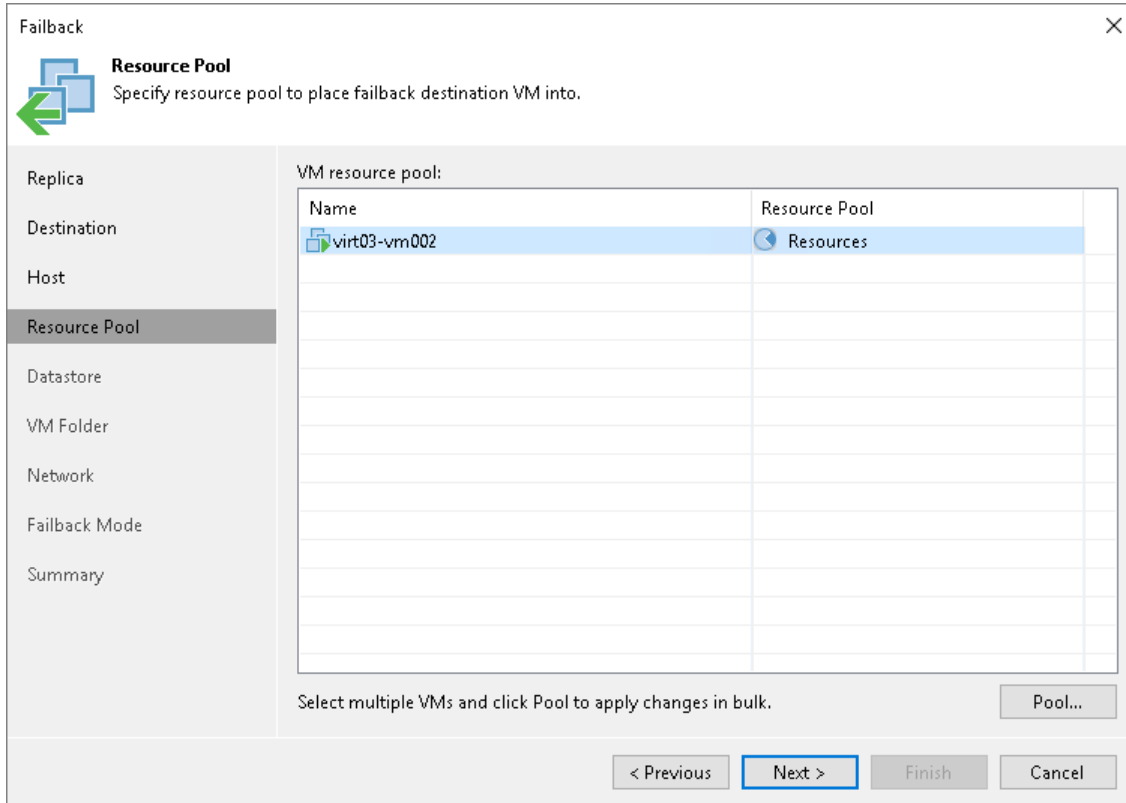 Failback
Resource Pool
Specify resource pool to place failback destination VM into.
Replica
Destination
Host
Resource Pool
Datastore
VM Folder
Network
Failback Mode
Summary
VM resource pool:
Name Resource Pool
virt03-vm002 Resources
Select multiple VMs and click Pool to apply changes in bulk. Pool...
< Previous Next > Finish Cancel